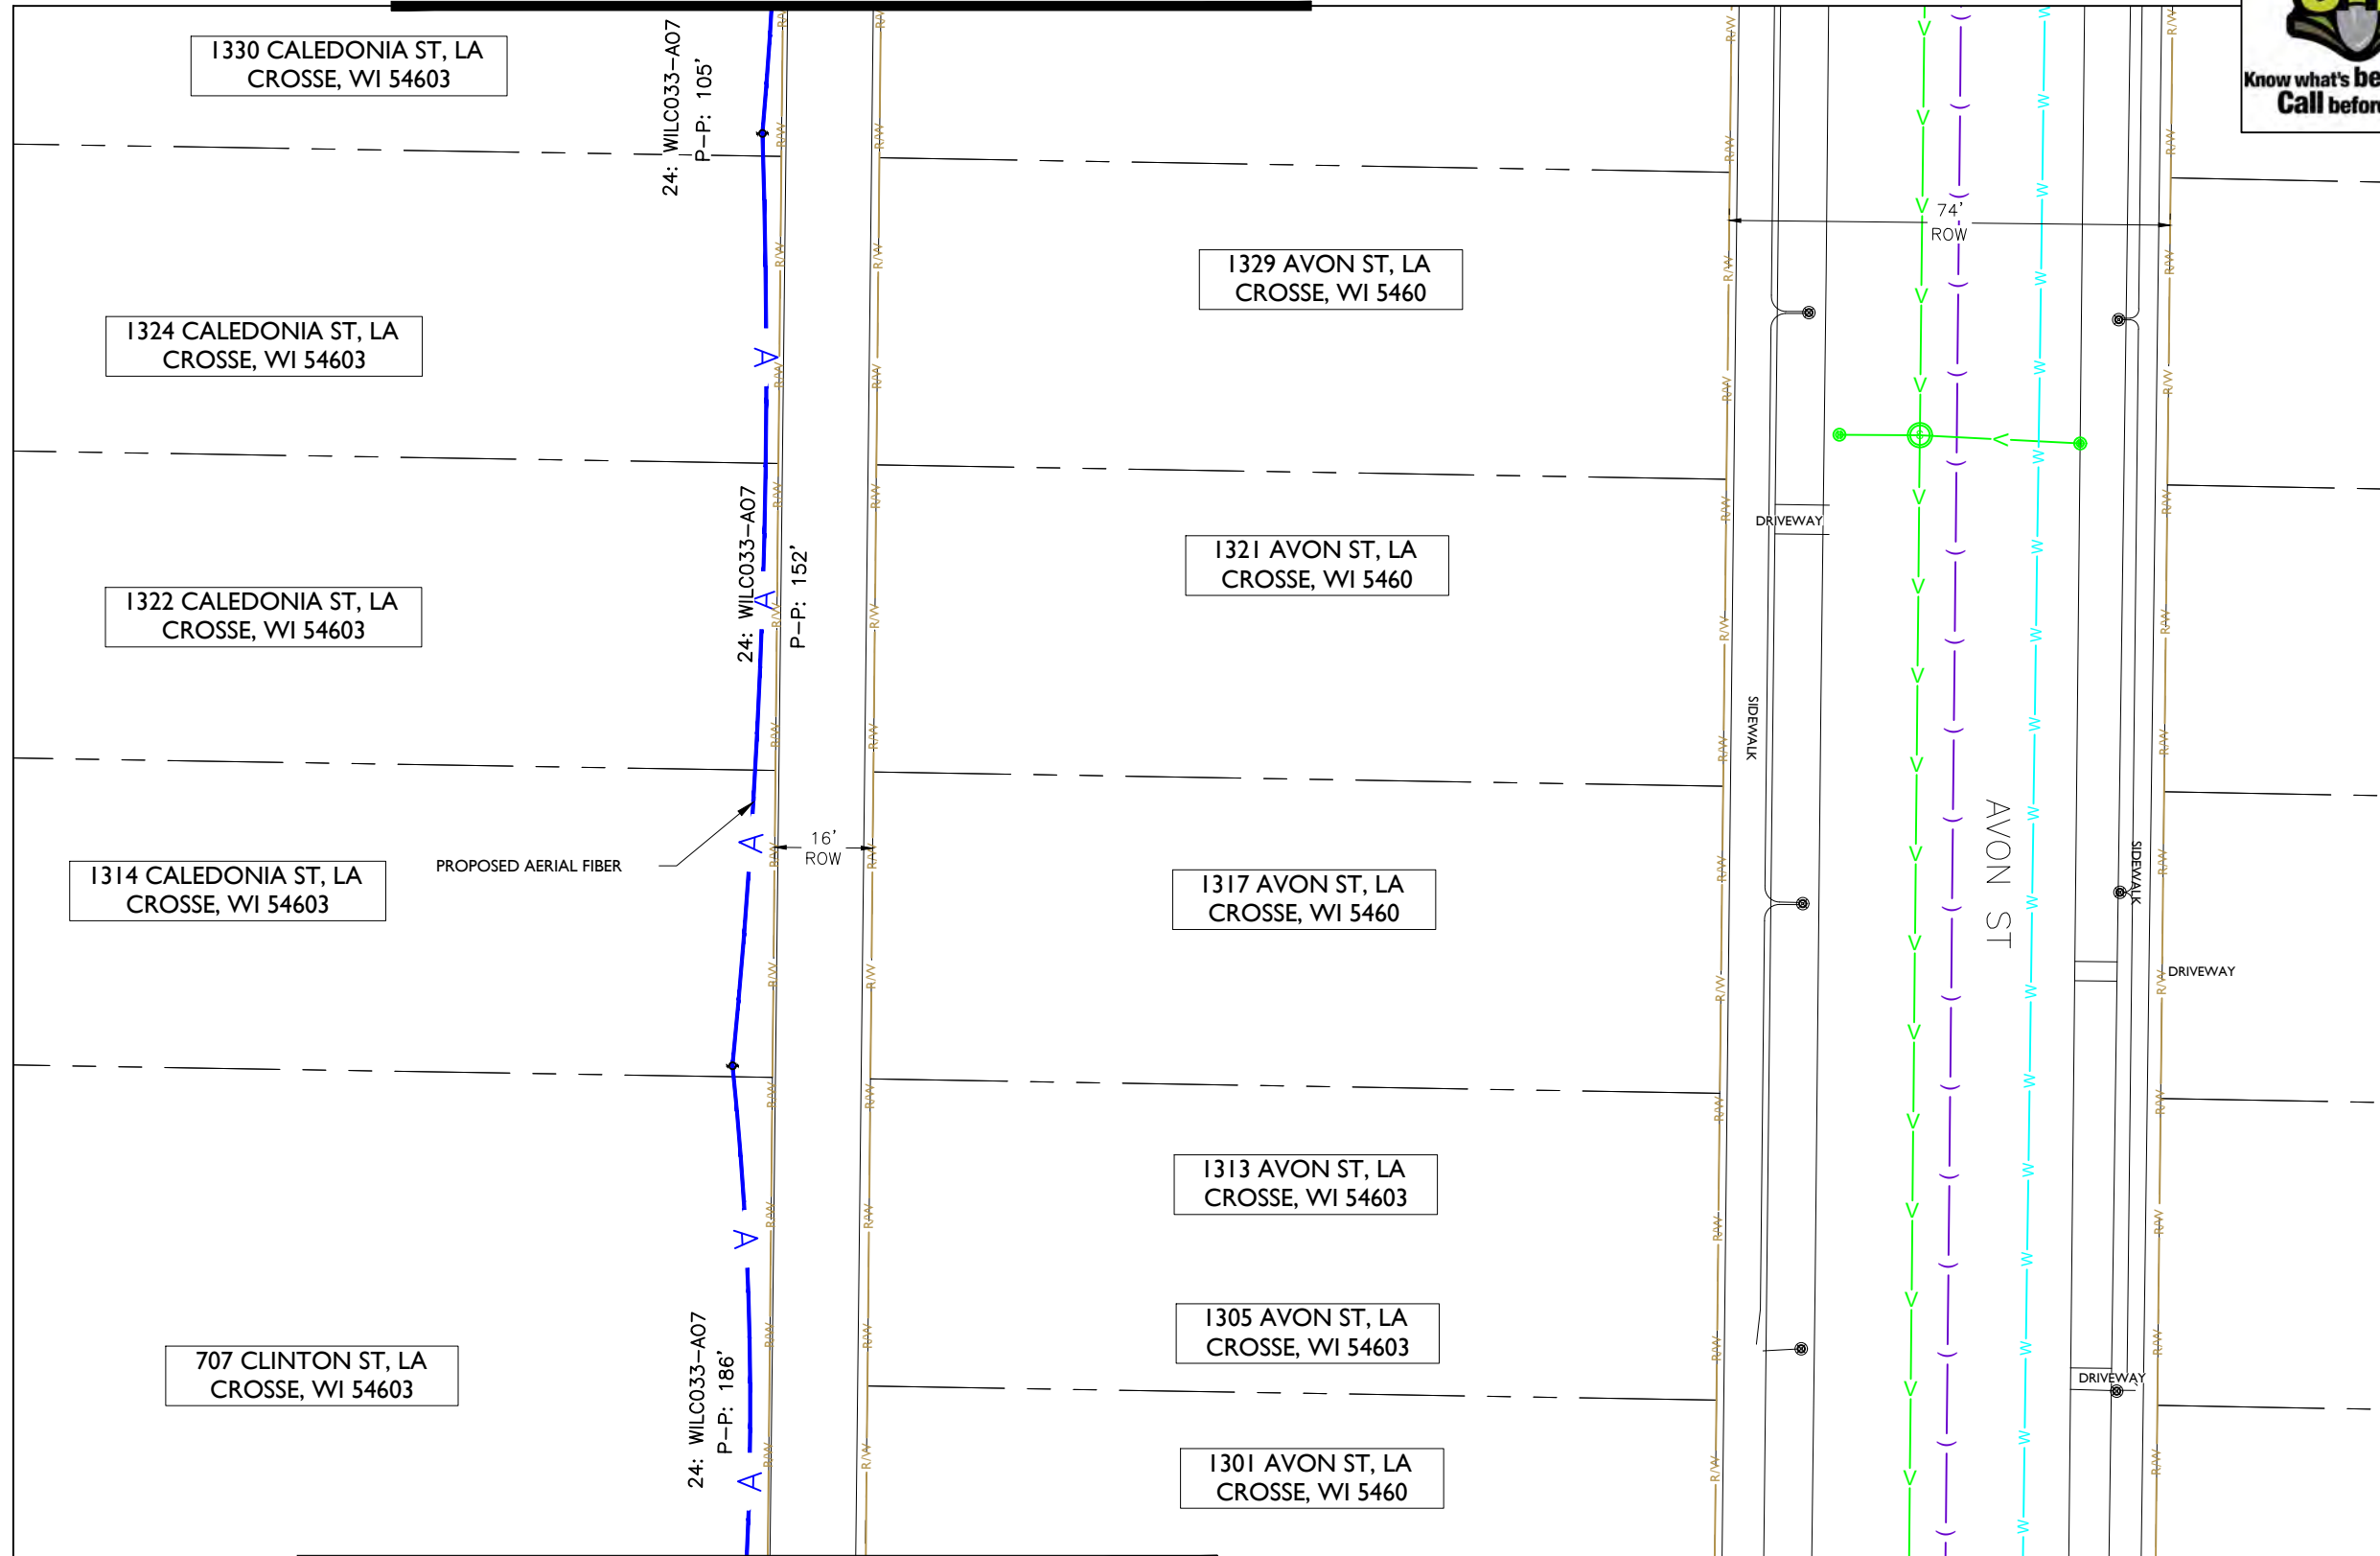 1330 CALEDONIA ST, LA
CROSSE, WI 54603
24: WILC033-A07
P-P: 105'
Know what's
Call
74'
ROW
1329 AVON ST, LA
CROSSE, WI 5460
1324 CALEDONIA ST, LA
CROSSE, WI 54603
A
24: WILC033-A07
P-P: 152'
DRIVEWAY
1321 AVON ST, LA
CROSSE, WI 5460
1322 CALEDONIA ST, LA
CROSSE, WI 54603
A
SIDEWALK
AVON ST
SIDEWALK
16'
ROW
A
PROPOSED AERIAL FIBER
1314 CALEDONIA ST, LA
CROSSE, WI 54603
1317 AVON ST, LA
CROSSE, WI 5460
DRIVEWAY
1313 AVON ST, LA
CROSSE, WI 54603
A
1305 AVON ST, LA
CROSSE, WI 54603
24: WILC033-A07
P-P: 186'
707 CLINTON ST, LA
CROSSE, WI 54603
DRIVEWAY
A
1301 AVON ST, LA
CROSSE, WI 5460
R/W
W
V